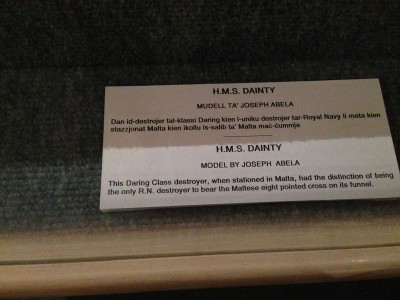 H.M.S. DAINTY
MUDELL TA' JOSEPH ABELA
Dan id-destrojer tal-klassi Daring kien l-uniku destrojer tar-Royal Navy li meta kien
stazzjonat Malta kien ikollu is-salib ta' Malta mač-ċumnija
H.M.S. DAINTY
MODEL BY JOSEPH ABELA
This Daring Class destroyer, when stationed in Malta, had the distinction of being
the only R.N. destroyer to bear the Maltese eight pointed cross on its funnel.